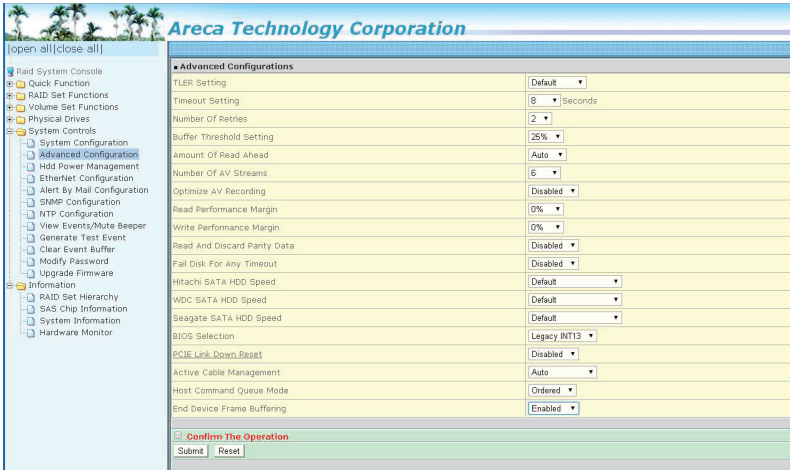 Areca Technology Corporation
|open all|close all|
Raid System Console
Quick Function
RAID Set Functions
Volume Set Functions
Physical Drives
System Controls
System Configuration
Advanced Configuration
Hdd Power Management
EtherNet Configuration
Alert By Mail Configuration
SNMP Configuration
NTP Configuration
View Events/Mute Beeper
Generate Test Event
Clear Event Buffer
Modify Password
Upgrade Firmware
Information
RAID Set Hierarchy
SAS Chip Information
System Information
Hardware Monitor
Advanced Configurations
TLER Setting Default
Timeout Setting 8 Seconds
Number Of Retries 2
Buffer Threshold Setting 25%
Amount Of Read Ahead Auto
Number Of AV Streams 6
Optimize AV Recording Disabled
Read Performance Margin 0%
Write Performance Margin 0%
Read And Discard Parity Data Disabled
Fail Disk For Any Timeout Disabled
Hitachi SATA HDD Speed Default
WDC SATA HDD Speed Default
Seagate SATA HDD Speed Default
BIOS Selection Legacy INT13
PCIE Link Down Reset Disabled
Active Cable Management Auto
Host Command Queue Mode Ordered
End Device Frame Buffering Enabled
Confirm The Operation
Submit Reset